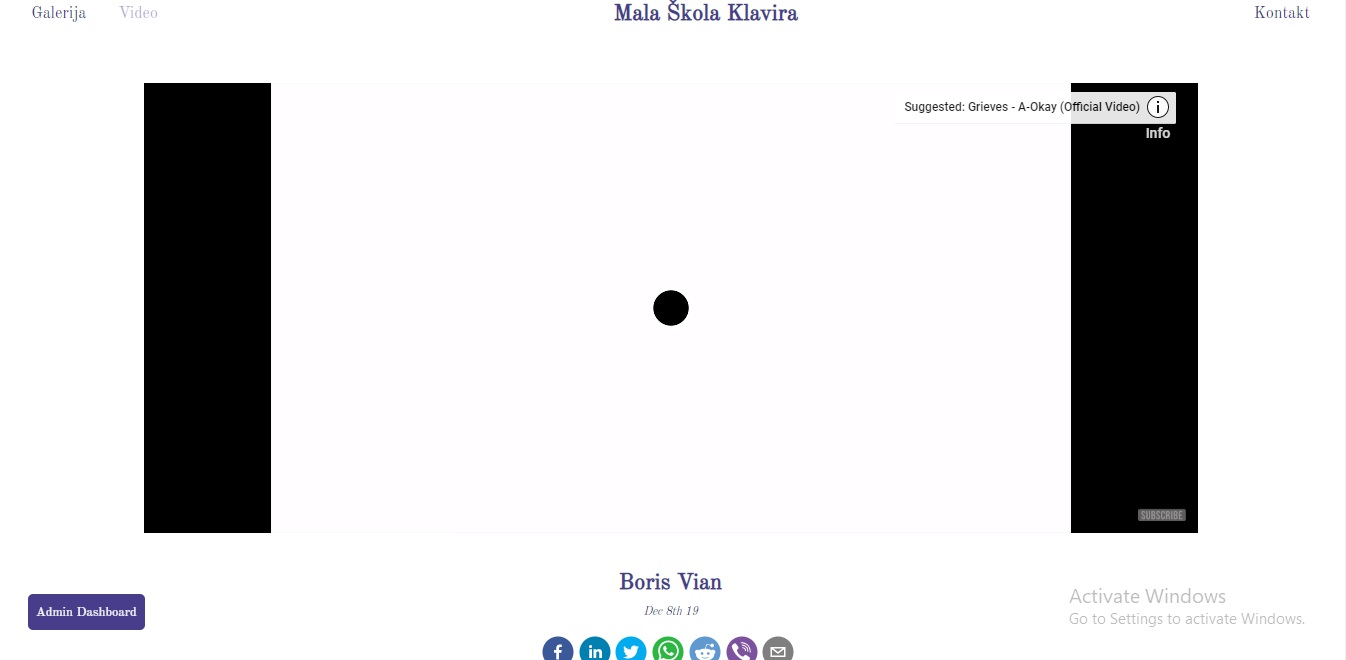 Galerija Video Mala Škola Klavira Kontakt
Suggested: Grieves - A-Okay (Official Video)
Info
SUBSCRIBE
Boris Vian
Dec 8th 19
Admin Dashboard
Activate Windows
Go to Settings to activate Windows.